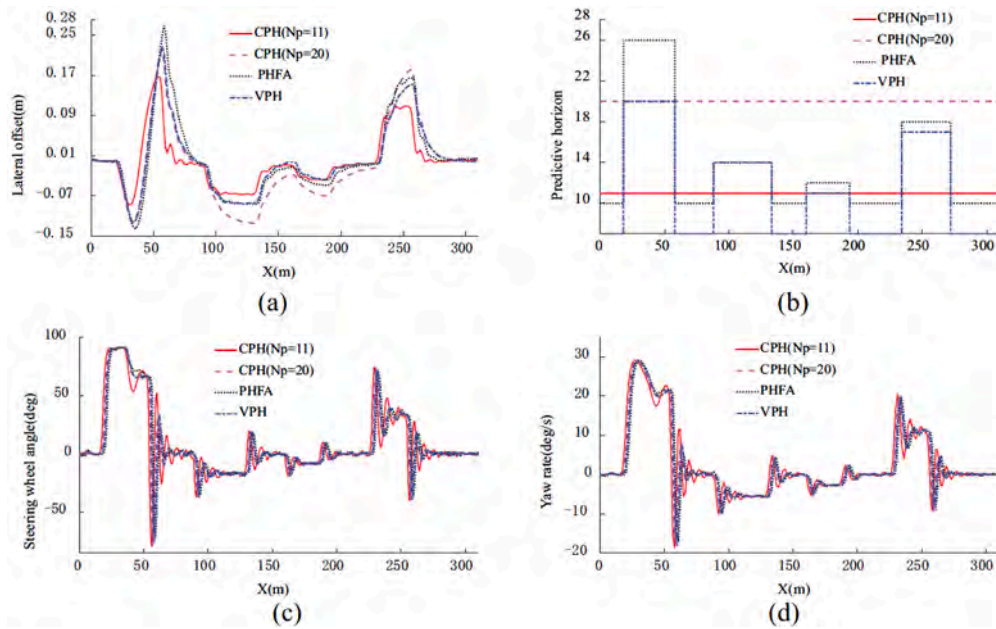 0.28
0.28
0.17
0.09
0.01
-0.07
-0.15
0 50 100 150 200 250 300
Lateral offset(m)
X(m)
CPH(Np=11)
CPH(Np=20)
PHFA
VPH
(a)
28
26
22
18
14
10
0 50 100 150 200 250 300
Predictive horizon
X(m)
CPH(Np=11)
CPH(Np=20)
PHFA
VPH
(b)
100
50
0
-50
0 50 100 150 200 250 300
Steering wheel angle(deg)
X(m)
CPH(Np=11)
CPH(Np=20)
PHFA
VPH
(c)
30
20
10
0
-10
-20
0 50 100 150 200 250 300
Yaw rate(deg/s)
X(m)
CPH(Np=11)
CPH(Np=20)
PHFA
VPH
(d)